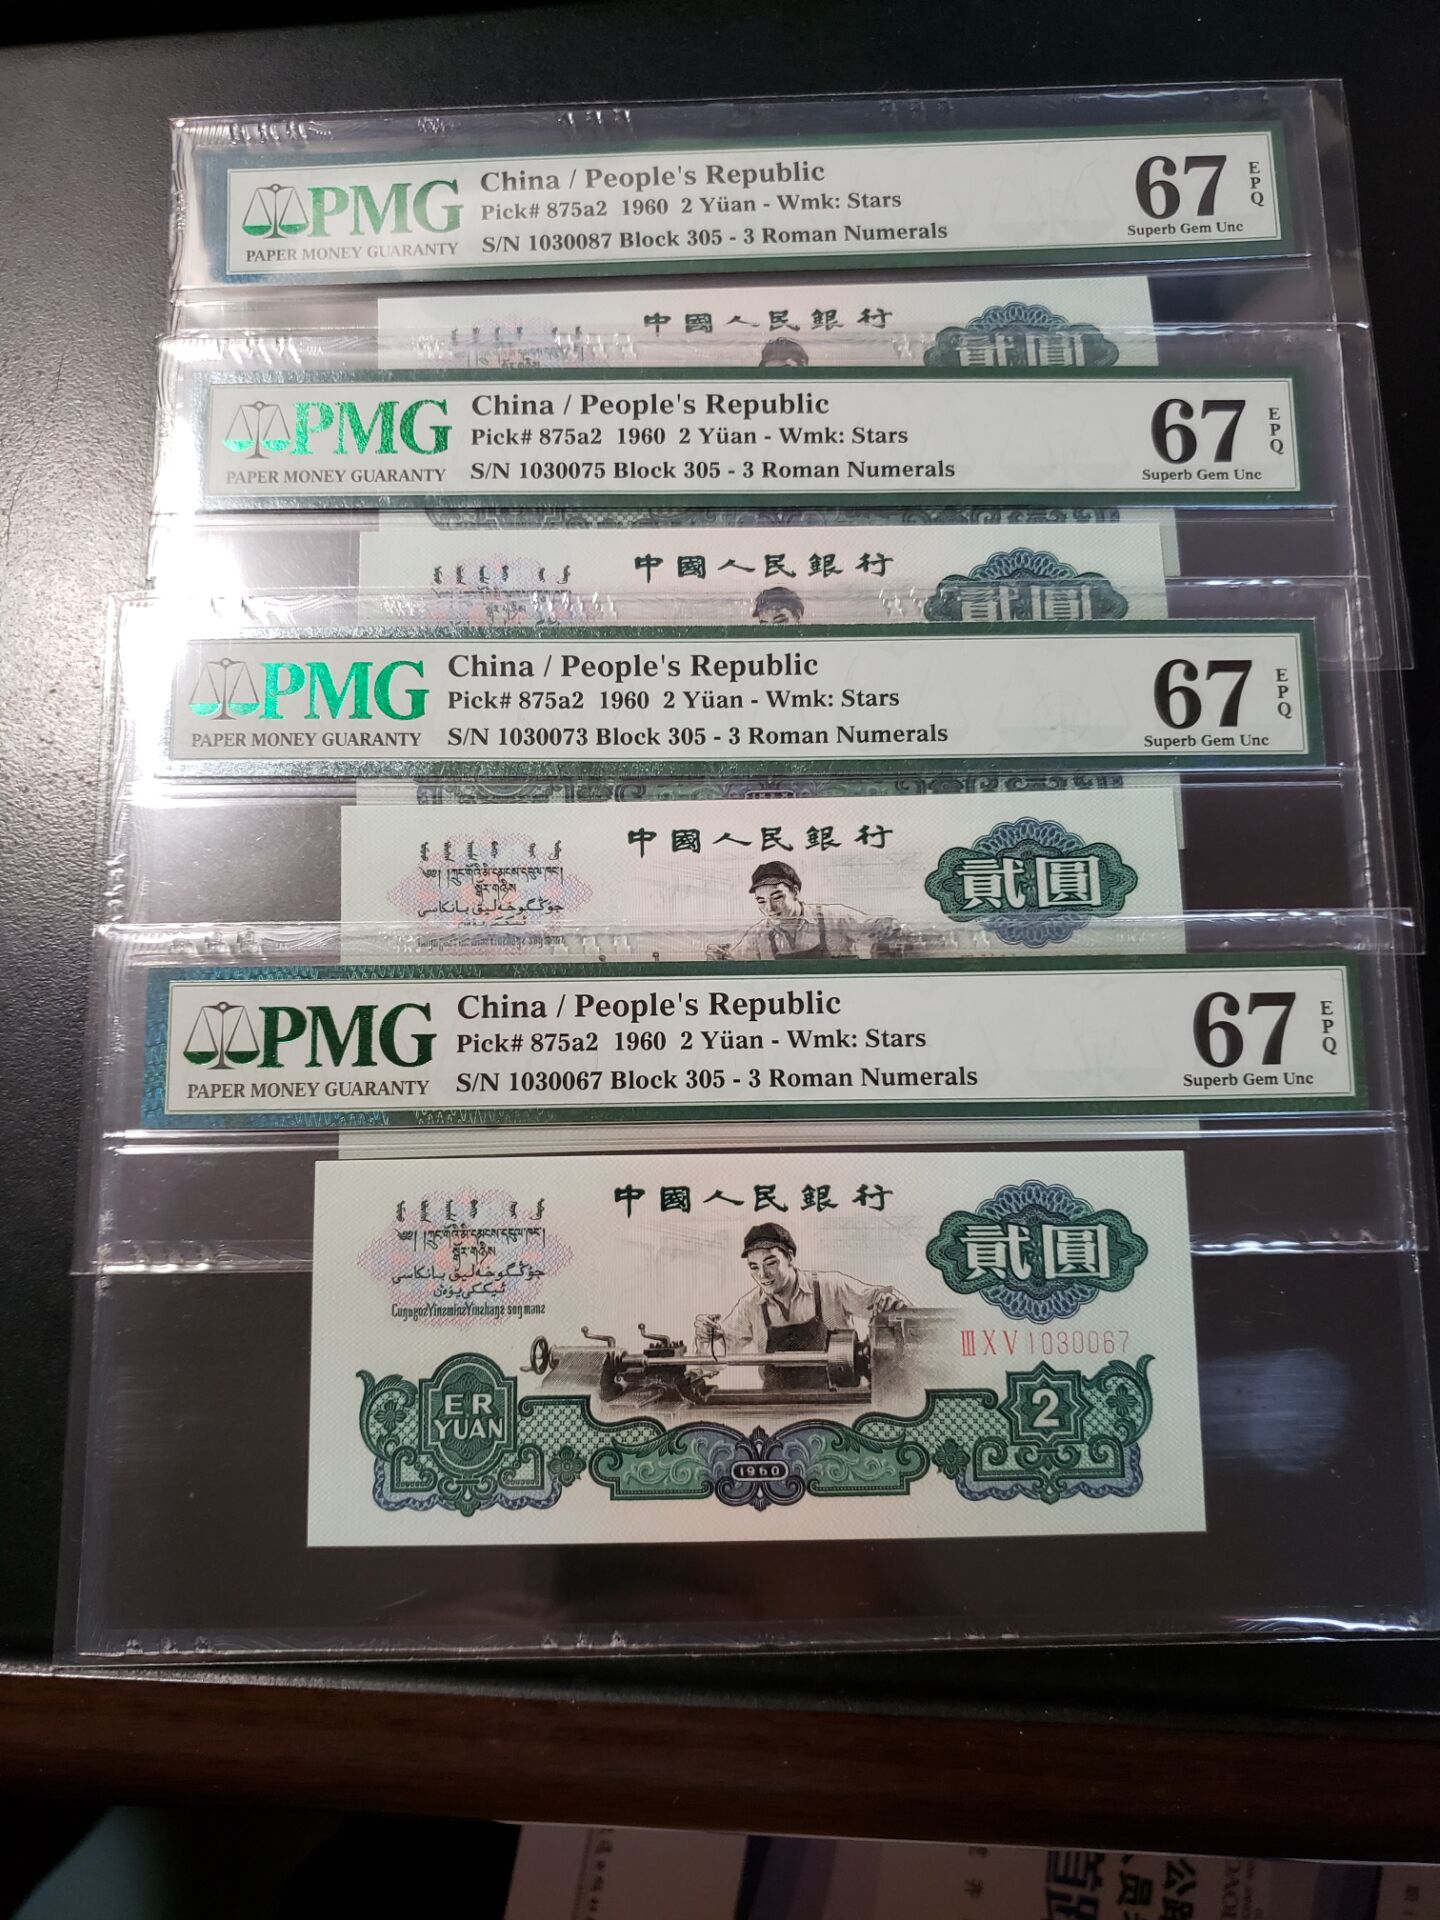 PMG
PAPER MONEY GUARANTY
China / People's Republic
Pick# 875a2 1960 2 Yüan - Wmk: Stars
S/N 1030087 Block 305 - 3 Roman Numerals
67
EPQ
Superb Gem Unc
中國人民銀行
貳圓
PMG
PAPER MONEY GUARANTY
China / People's Republic
Pick# 875a2 1960 2 Yüan - Wmk: Stars
S/N 1030075 Block 305 - 3 Roman Numerals
67
EPQ
Superb Gem Unc
中國人民銀行
貳圓
PMG
PAPER MONEY GUARANTY
China / People's Republic
Pick# 875a2 1960 2 Yüan - Wmk: Stars
S/N 1030073 Block 305 - 3 Roman Numerals
67
EPQ
Superb Gem Unc
中國人民銀行
貳圓
PMG
PAPER MONEY GUARANTY
China / People's Republic
Pick# 875a2 1960 2 Yüan - Wmk: Stars
S/N 1030067 Block 305 - 3 Roman Numerals
67
EPQ
Superb Gem Unc
中國人民銀行
貳圓
ⅢⅩⅤ1030067
ER
YUAN
2
1960